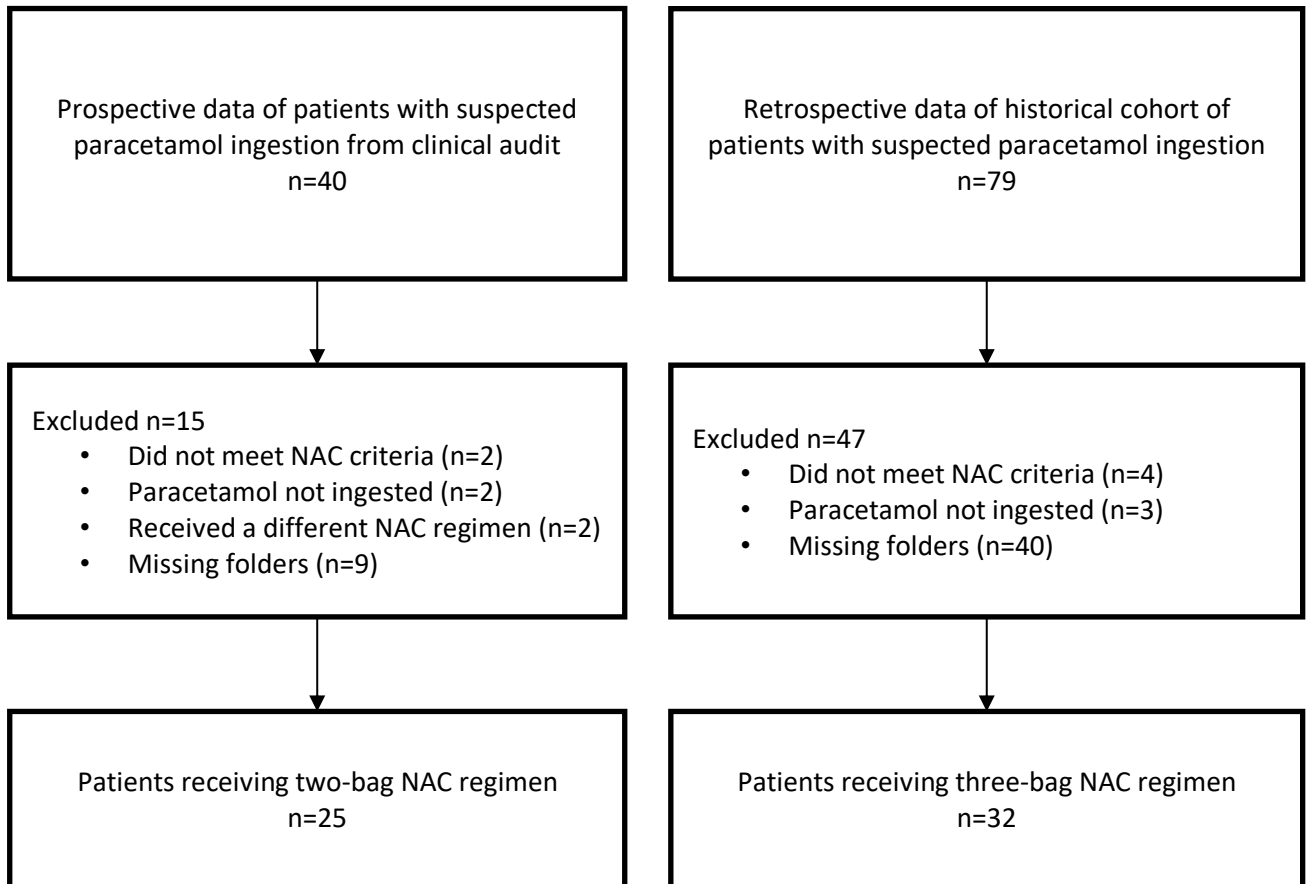 Prospective data of patients with suspected
paracetamol ingestion from clinical audit
n=40
Retrospective data of historical cohort of
patients with suspected paracetamol ingestion
n=79
Excluded n=15
• Did not meet NAC criteria (n=2)
• Paracetamol not ingested (n=2)
• Received a different NAC regimen (n=2)
• Missing folders (n=9)
Excluded n=47
• Did not meet NAC criteria (n=4)
• Paracetamol not ingested (n=3)
• Missing folders (n=40)
Patients receiving two-bag NAC regimen
n=25
Patients receiving three-bag NAC regimen
n=32